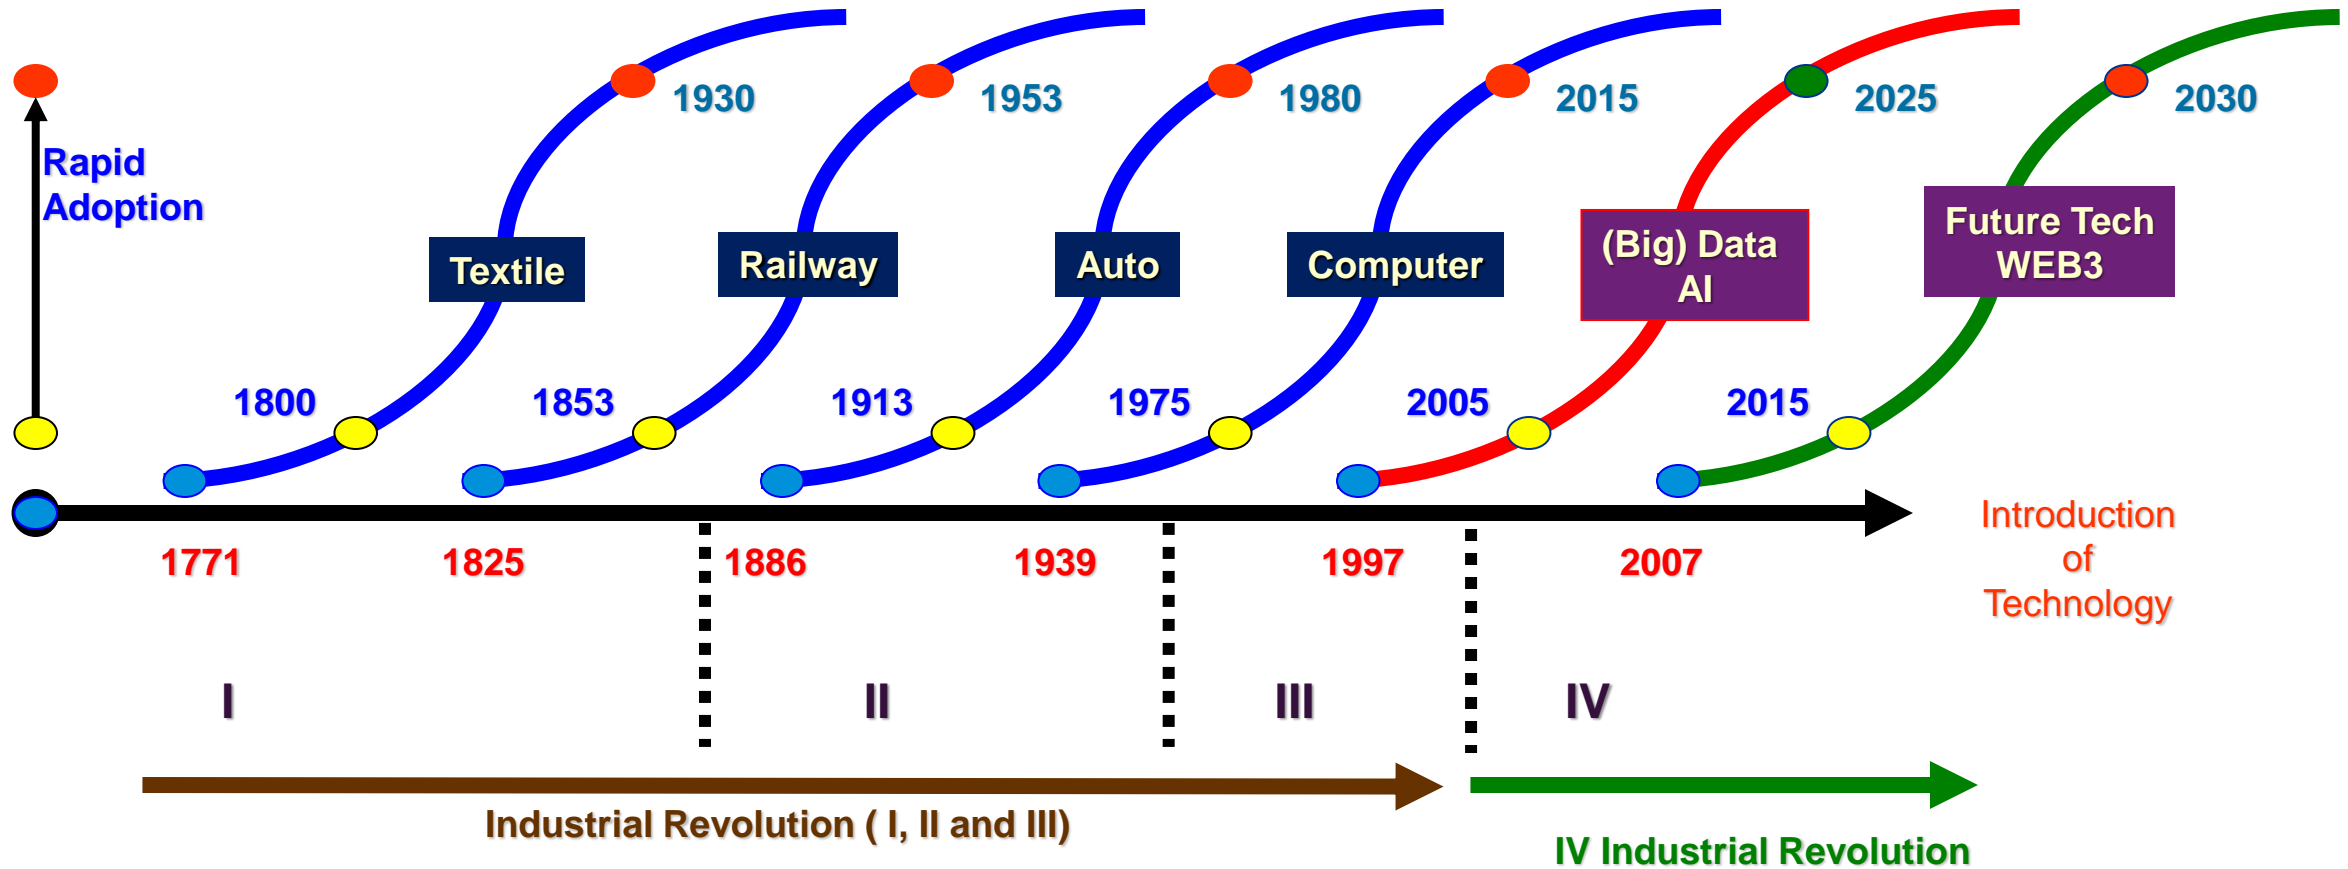 1930
1953
1980
2015
2025
2030
Rapid
Adoption
Textile
Railway
Auto
Computer
(Big) Data
AI
Future Tech
WEB3
1800
1853
1913
1975
2005
2015
1771
1825
1886
1939
1997
2007
Introduction
of
Technology
I
II
III
IV
Industrial Revolution ( I, II and III)
IV Industrial Revolution